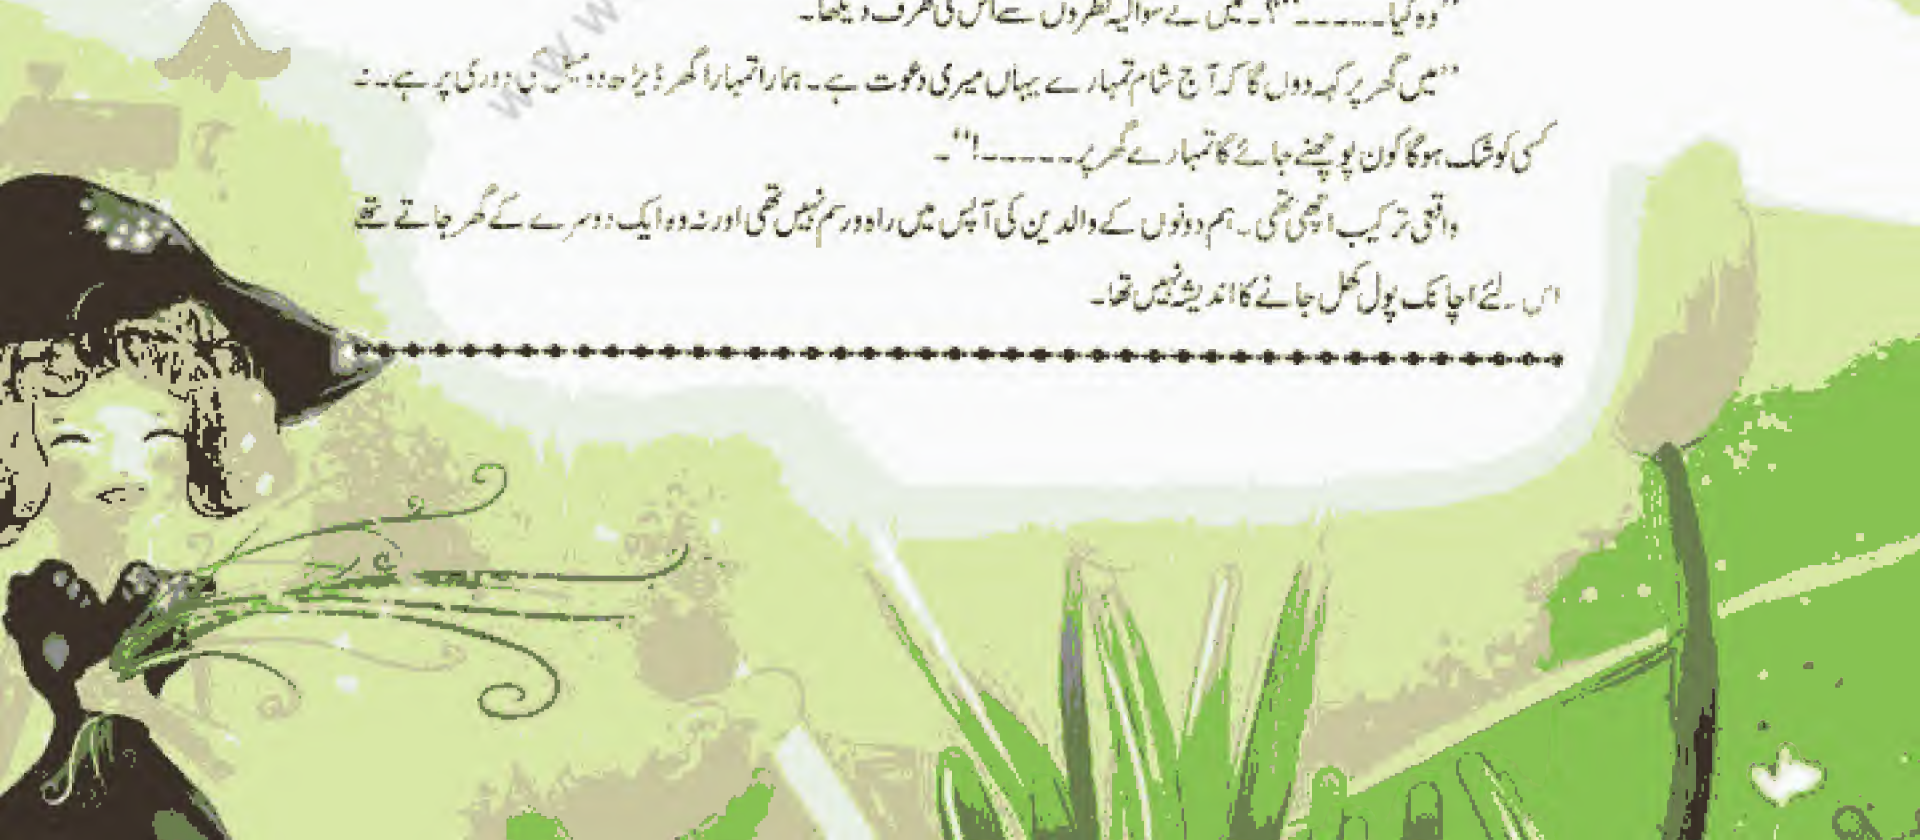 ”وہ کیا۔۔۔۔۔۔“؟۔میں نے سوالیہ نظروں سے اس کی طرف دیکھا۔
”میں گھر پر کہہ دوں گا کہ آج شام تمہارے یہاں میری دعوت ہے۔ ہمارا تمہارا گھر ڈیڑھ دو میل کی دوری پر ہے۔ نہ
کسی کو شک ہوگا کون پوچھنے جائے گا تمہارے گھر پر۔۔۔۔۔۔!“۔
واقعی ترکیب اچھی تھی۔ ہم دونوں کے والدین کی آپس میں راہ و رسم نہیں تھی اور نہ وہ ایک دوسرے کے گھر جاتے تھے
اس لئے اچانک پول کھل جانے کا اندیشہ نہیں تھا۔